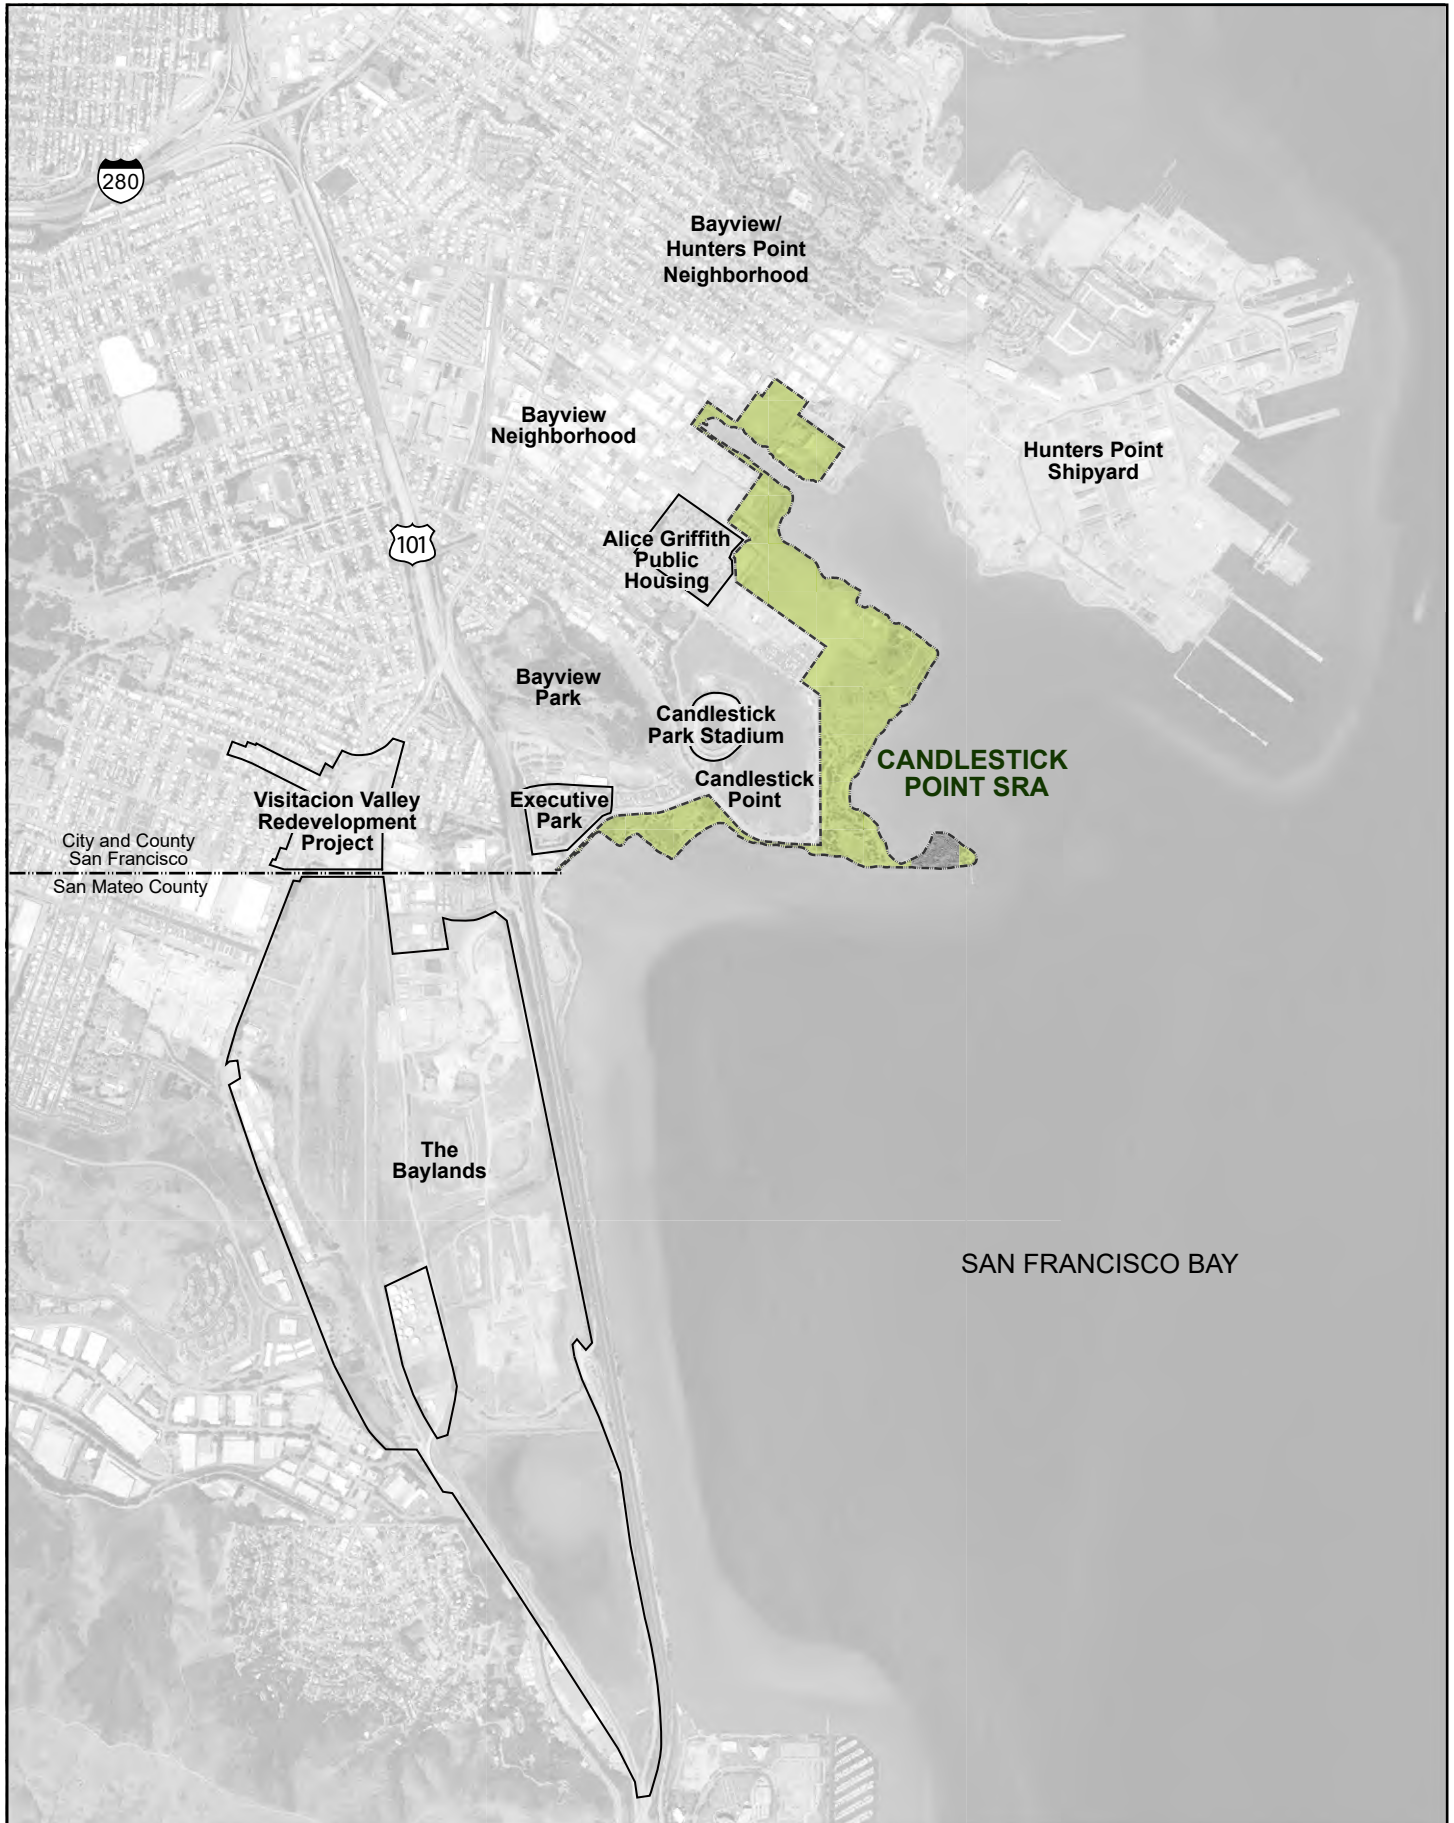 280
Bayview/
Hunters Point
Neighborhood
Bayview
Neighborhood
Hunters Point
Shipyard
101
Alice Griffith
Public
Housing
Bayview
Park
Candlestick
Park Stadium
CANDLESTICK
POINT SRA
Candlestick
Point
Executive
Park
Visitacion Valley
Redevelopment
Project
City and County
San Francisco
San Mateo County
The
Baylands
SAN FRANCISCO BAY